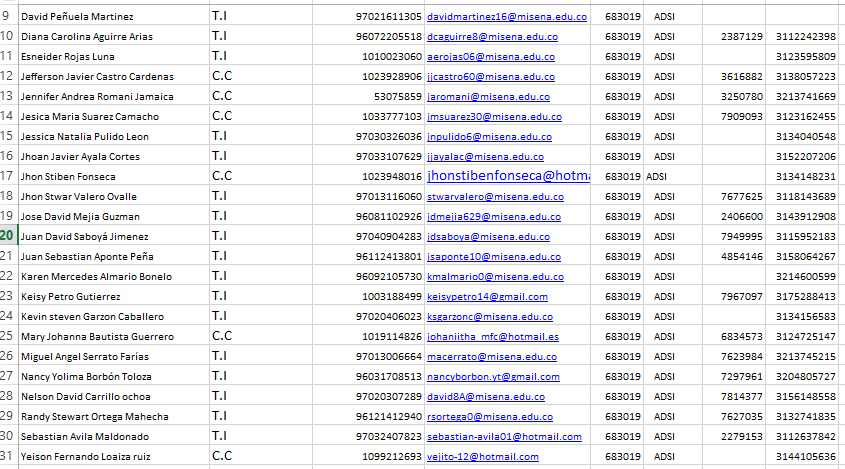 9 David Peñuela Martinez T.I 97021611305 davidmartinez16@misena.edu.co 683019 ADSI
10 Diana Carolina Aguirre Arias T.I 96072205518 dcaguirre8@misena.edu.co 683019 ADSI 2387129 3112242398
11 Esneider Rojas Luna T.I 1010023060 aerojas06@misena.edu.co 683019 ADSI 3123595809
12 Jefferson Javier Castro Cardenas C.C 1023928906 jjcastro60@misena.edu.co 683019 ADSI 3616882 3138057223
13 Jennifer Andrea Romani Jamaica C.C 53075859 jaromani@misena.edu.co 683019 ADSI 3250780 3213741669
14 Jesica Maria Suarez Camacho C.C 1033777103 jmsuarez30@misena.edu.co 683019 ADSI 7909093 3123162455
15 Jessica Natalia Pulido Leon T.I 97030326036 jnpulido6@misena.edu.co 683019 ADSI 3134040548
16 Jhoan Javier Ayala Cortes T.I 97033107629 jjayalac@misena.edu.co 683019 ADSI 3152207206
17 Jhon Stiben Fonseca C.C 1023948016 jhonstibenfonseca@hotma 683019 ADSI 3134148231
18 Jhon Stwar Valero Ovalle T.I 97013116060 stwarvalero@misena.edu.co 683019 ADSI 7677625 3118143689
19 Jose David Mejia Guzman T.I 96081102926 jdmejia629@misena.edu.co 683019 ADSI 2406600 3143912908
20 Juan David Saboyá Jimenez T.I 97040904283 jdsaboya@misena.edu.co 683019 ADSI 7949995 3115952183
21 Juan Sebastian Aponte Peña T.I 96112413801 jsaponte10@misena.edu.co 683019 ADSI 4854146 3158064267
22 Karen Mercedes Almario Bonelo T.I 96092105730 kmalmario0@misena.edu.co 683019 ADSI 3214600599
23 Keisy Petro Gutierrez T.I 1003188499 keisypetro14@gmail.com 683019 ADSI 7967097 3175288413
24 Kevin steven Garzon Caballero T.I 97020406023 ksgarzonc@misena.edu.co 683019 ADSI 3134156583
25 Mary Johanna Bautista Guerrero C.C 1019114826 johaniitha_mfc@hotmail.es 683019 ADSI 6834573 3124725147
26 Miguel Angel Serrato Farías T.I 97013006664 macerrato@misena.edu.co 683019 ADSI 7623984 3213745215
27 Nancy Yolima Borbón Toloza T.I 96031708513 nancyborbon.yt@gmail.com 683019 ADSI 7297961 3204805727
28 Nelson David Carrillo ochoa T.I 97020307289 david8A@misena.edu.co 683019 ADSI 7814377 3156148558
29 Randy Stewart Ortega Mahecha T.I 96121412940 rsortega0@misena.edu.co 683019 ADSI 7627035 3132741835
30 Sebastian Avila Maldonado T.I 97032407823 sebastian-avila01@hotmail.com 683019 ADSI 2279153 3112637842
31 Yeison Fernando Loaiza ruiz C.C 1099212693 yejito-12@hotmail.com 683019 ADSI 3144105636